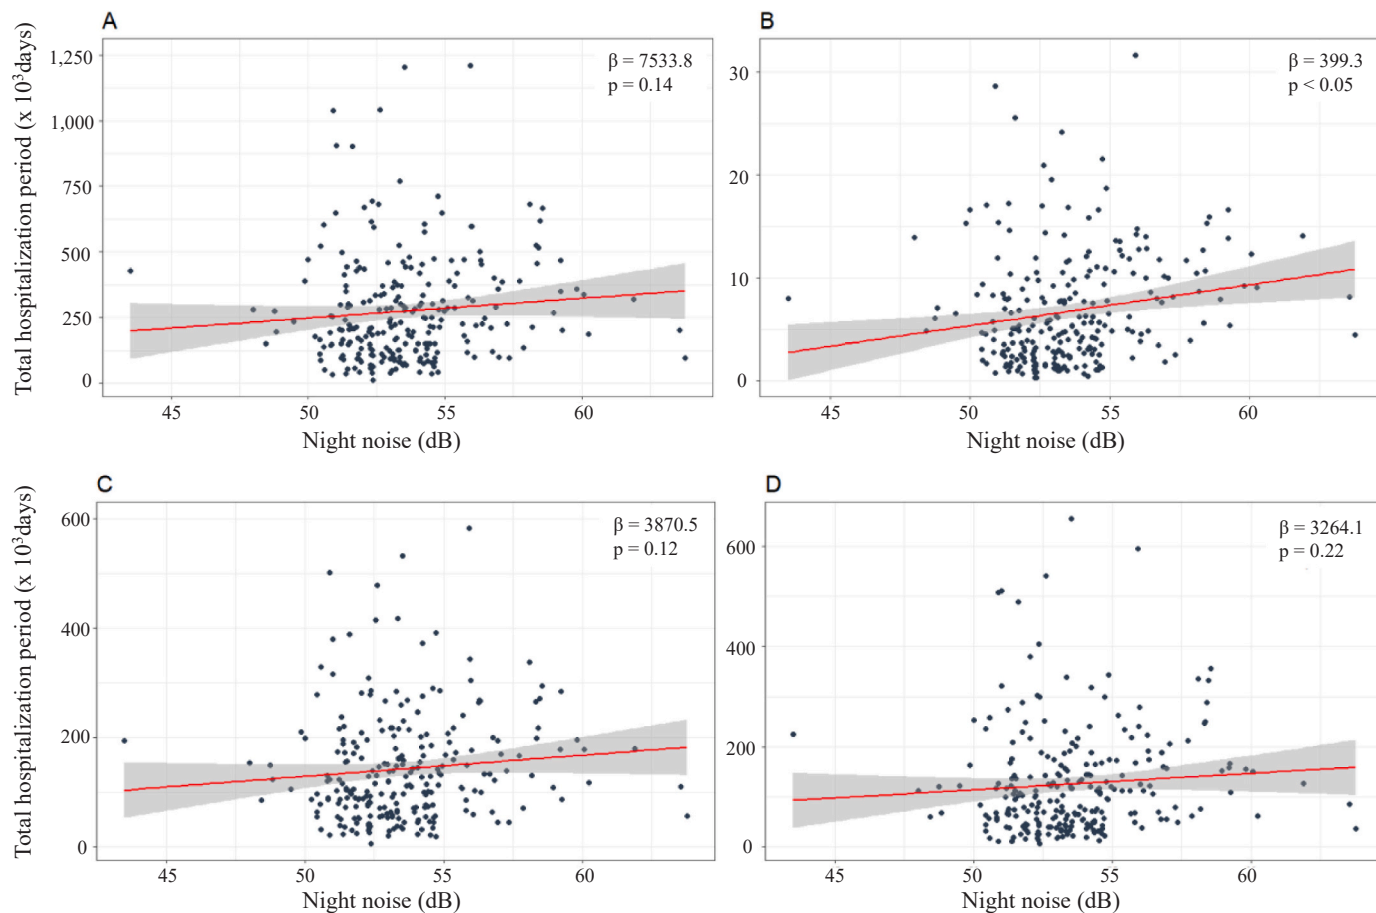 A
Total hospitalization period (x 10³days)
1,250
1,000
750
500
250
0
β = 7533.8
p = 0.14
45 50 55 60
Night noise (dB)
B
30
20
10
0
β = 399.3
p < 0.05
45 50 55 60
Night noise (dB)
C
Total hospitalization period (x 10³days)
600
400
200
0
β = 3870.5
p = 0.12
45 50 55 60
Night noise (dB)
D
600
400
200
0
β = 3264.1
p = 0.22
45 50 55 60
Night noise (dB)